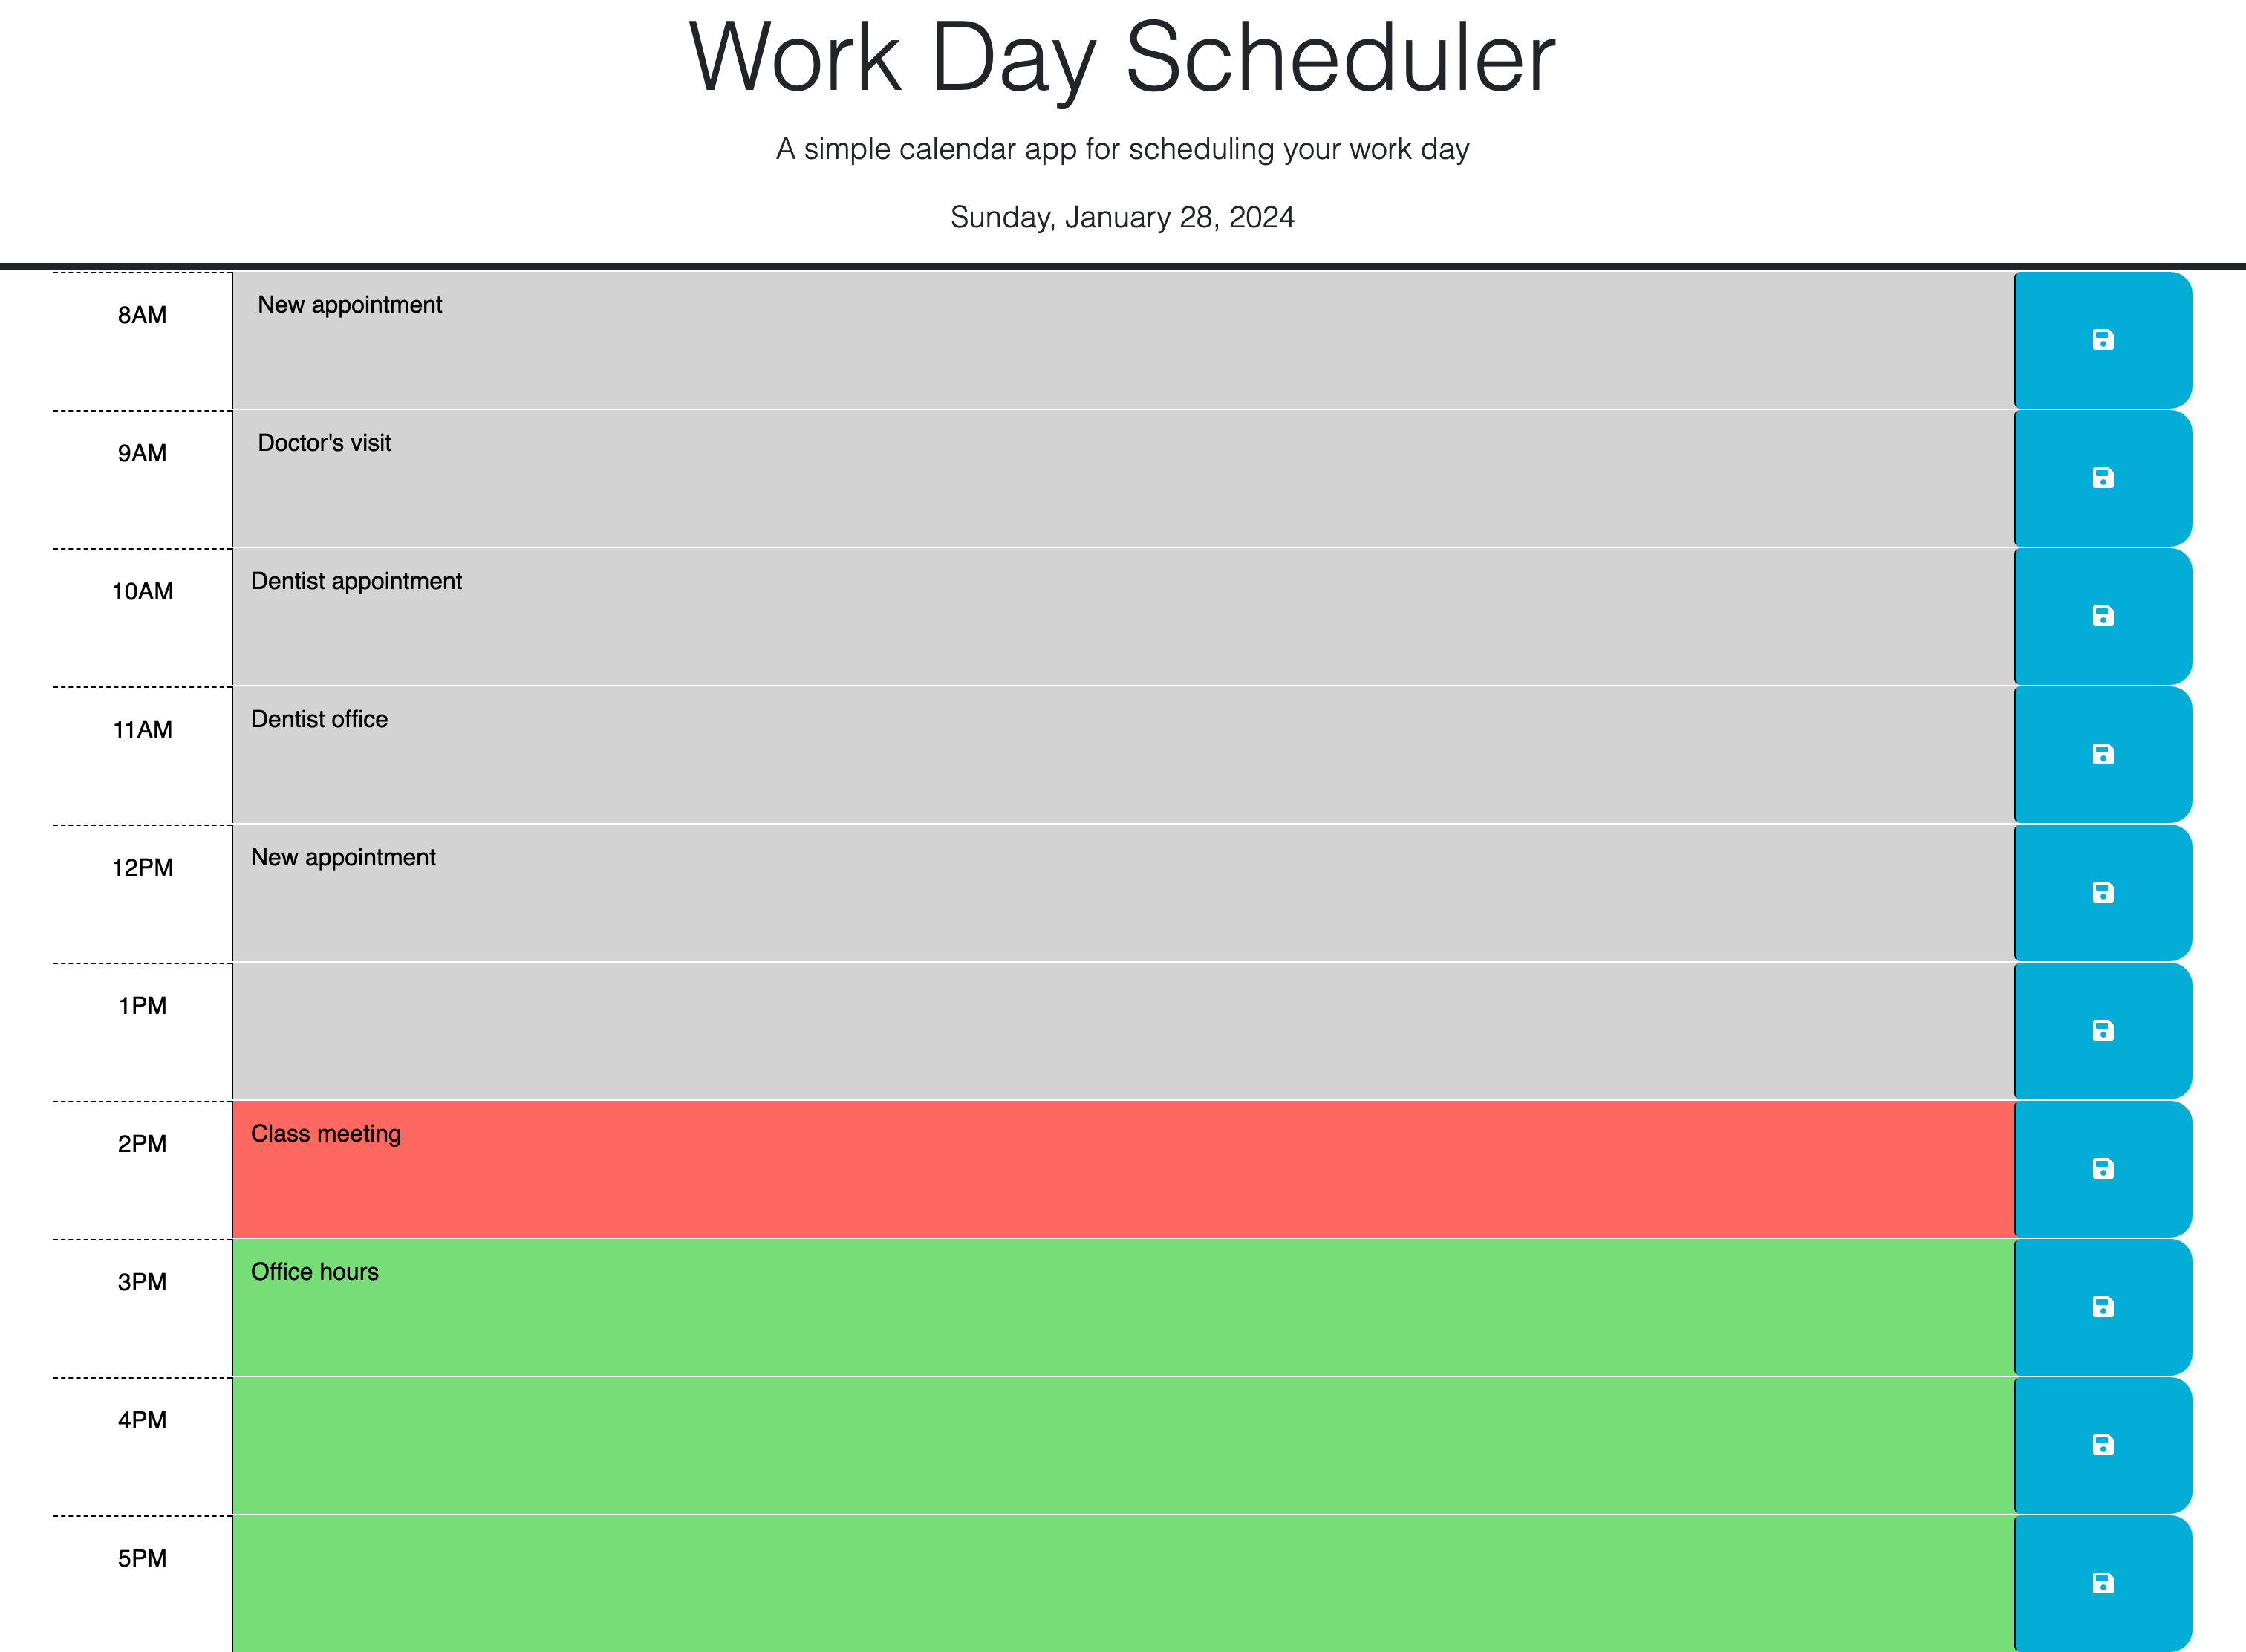 Work Day Scheduler
A simple calendar app for scheduling your work day
Sunday, January 28, 2024
8AM New appointment
9AM Doctor's visit
10AM Dentist appointment
11AM Dentist office
12PM New appointment
1PM
2PM Class meeting
3PM Office hours
4PM
5PM